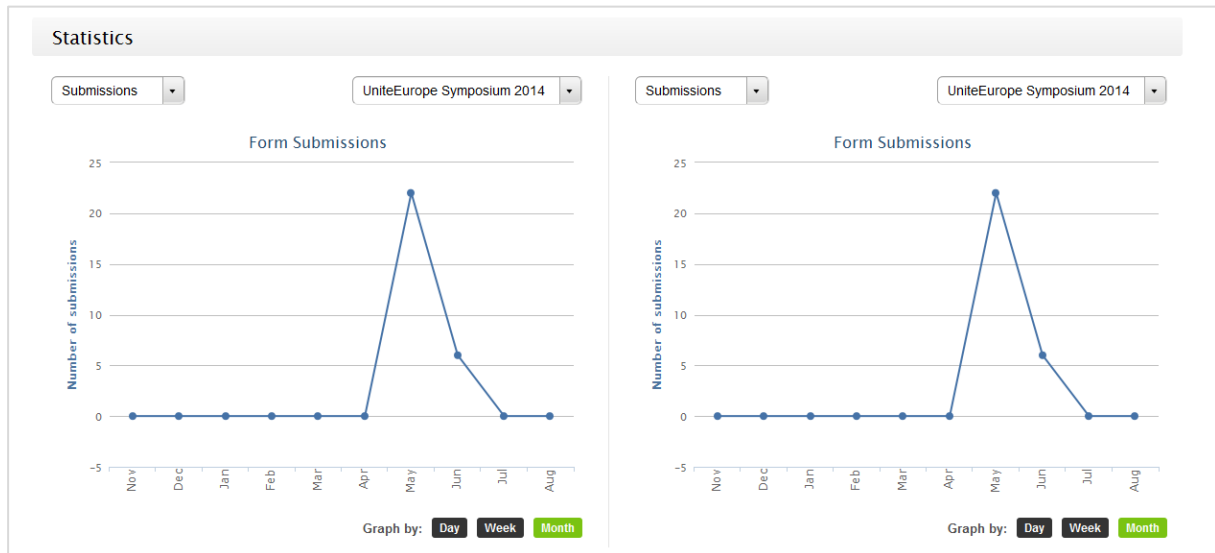 Statistics
Submissions
UniteEurope Symposium 2014
Form Submissions
Number of submissions
25
20
15
10
5
0
−5
Nov
Dec
Jan
Feb
Mar
Apr
May
Jun
Jul
Aug
Graph by: Day Week Month
Submissions
UniteEurope Symposium 2014
Form Submissions
Number of submissions
25
20
15
10
5
0
−5
Nov
Dec
Jan
Feb
Mar
Apr
May
Jun
Jul
Aug
Graph by: Day Week Month